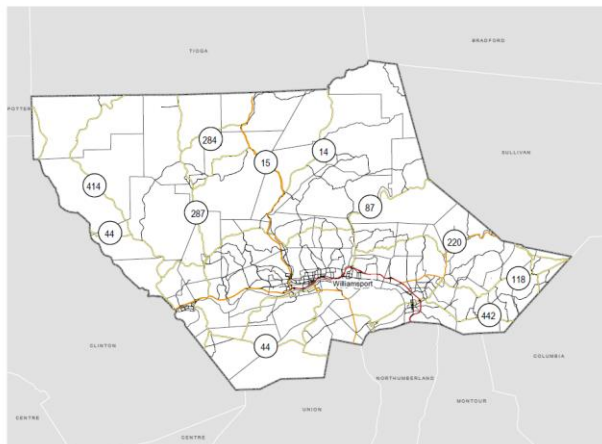 TIOGA
BRADFORD
POTTER
284
15
14
SULLIVAN
414
287
87
44
220
118
Williamsport
442
44
CLINTON
COLUMBIA
NORTHUMBERLAND
MONTOUR
UNION
CENTRE
CENTRE